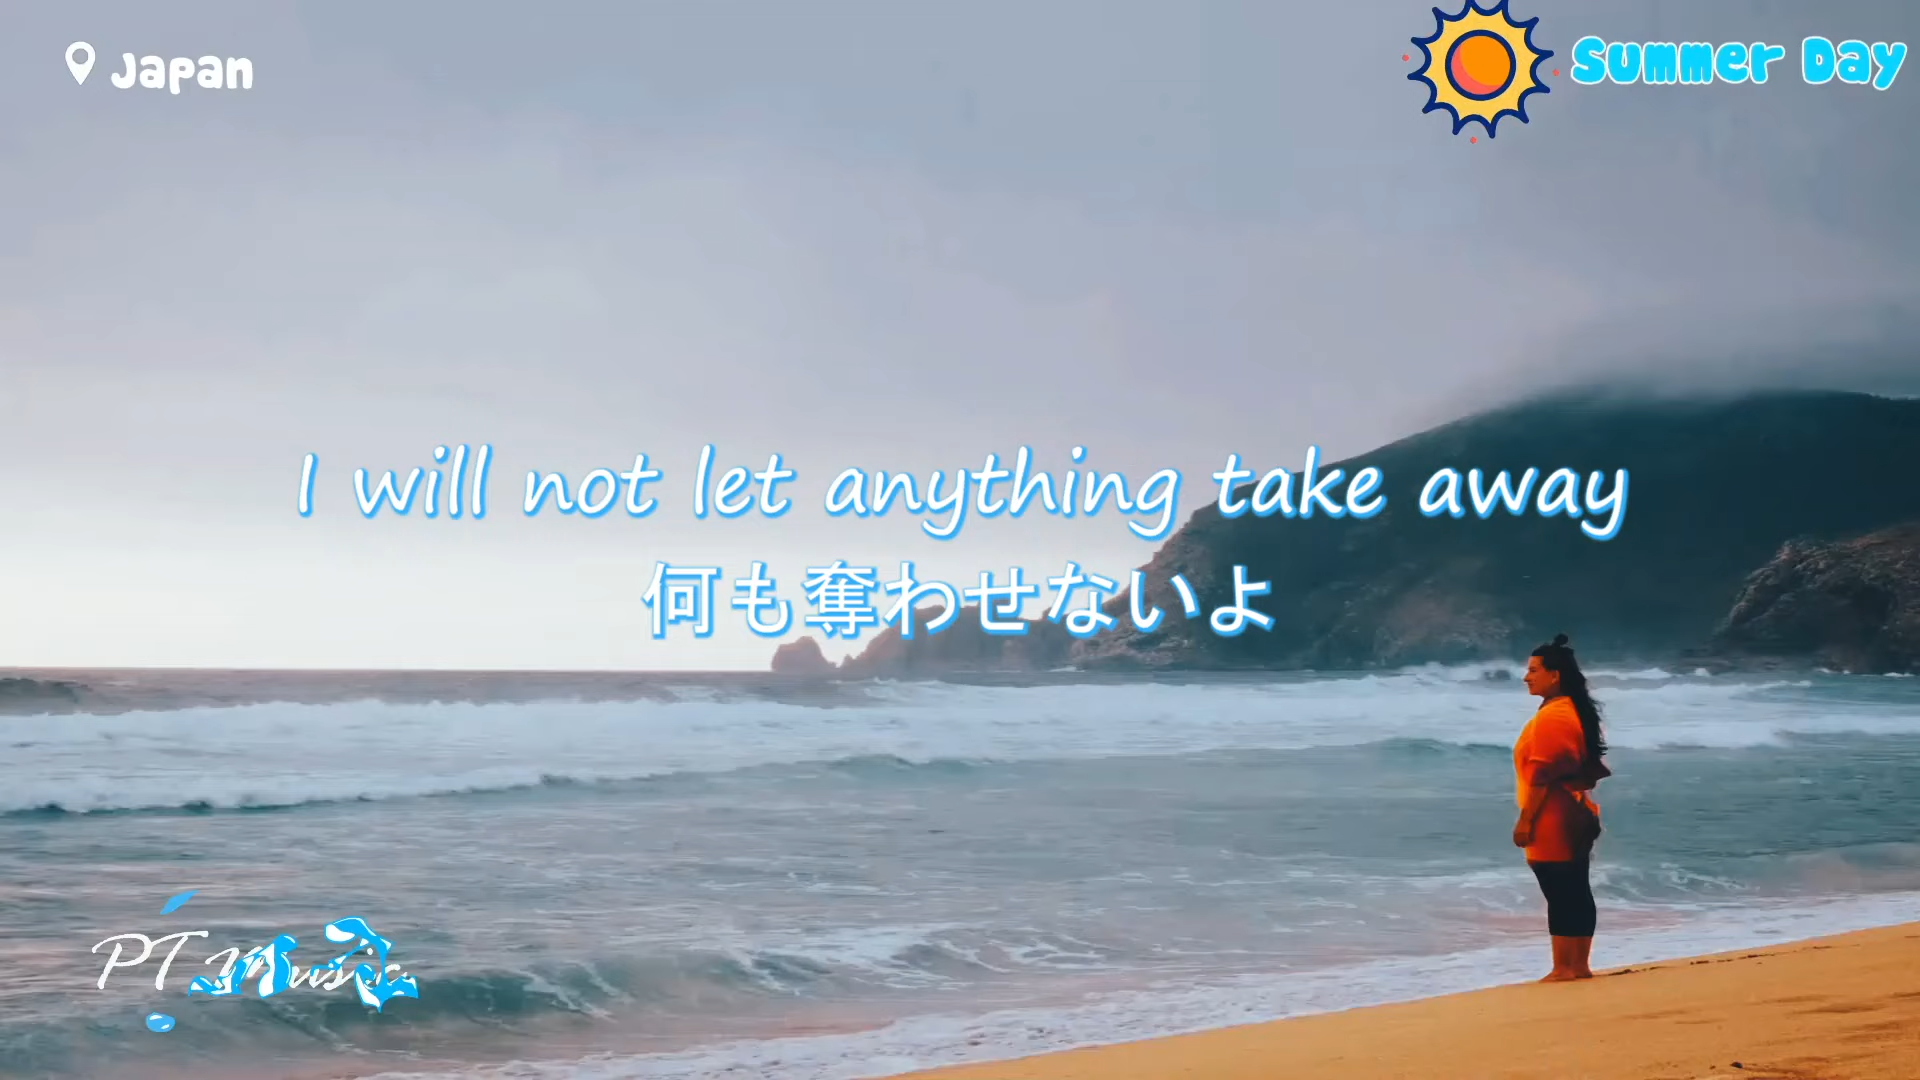 Japan
Summer Day
I will not let anything take away
何も奪わせないよ
PT Music